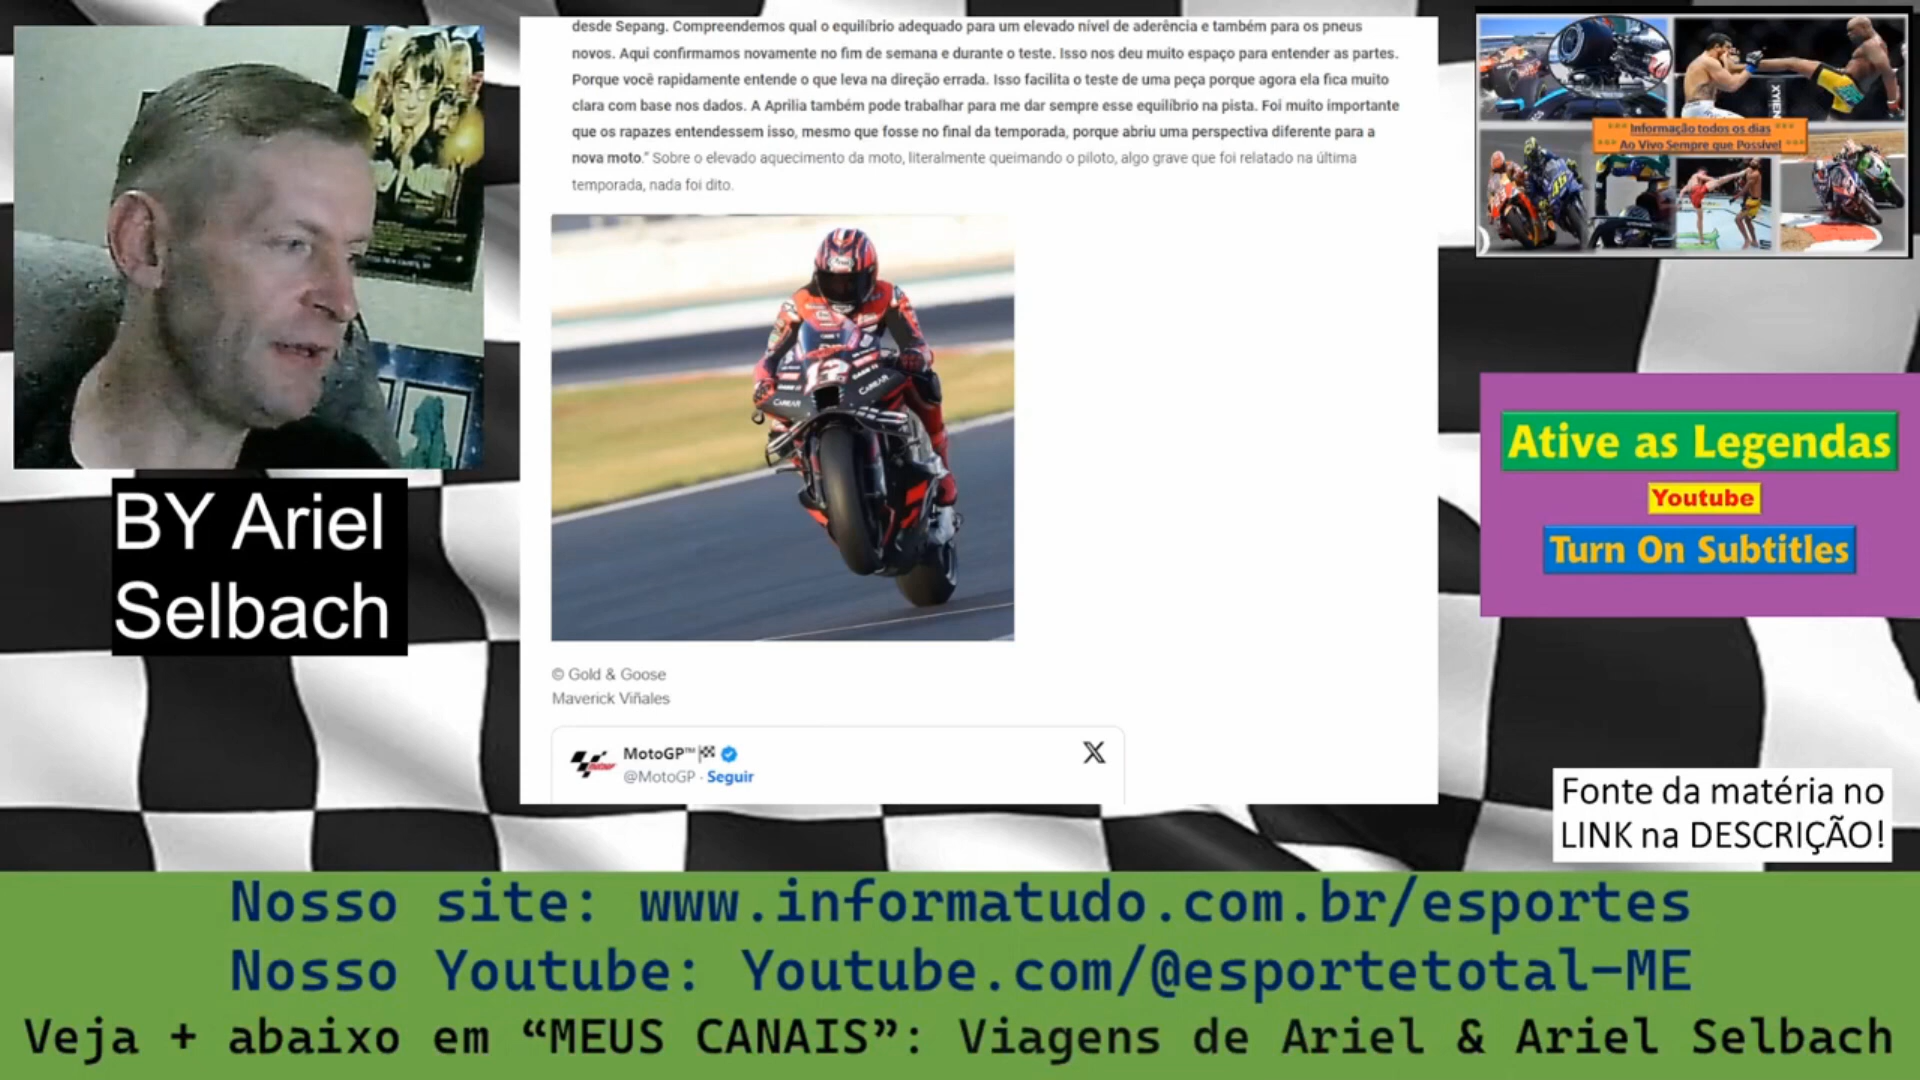 desde Sepang. Compreendemos qual o equilíbrio adequado para um elevado nível de aderência e também para os pneus
novos. Aqui confirmamos novamente no fim de semana e durante o teste. Isso nos deu muito espaço para entender as partes.
Porque você rapidamente entende o que leva na direção errada. Isso facilita o teste de uma peça porque agora ela fica muito
clara com base nos dados. A Aprilia também pode trabalhar para me dar sempre esse equilíbrio na pista. Foi muito importante
que os rapazes entendessem isso, mesmo que fosse no final da temporada, porque abriu uma perspectiva diferente para a
nova moto." Sobre o elevado aquecimento da moto, literalmente queimando o piloto, algo grave que foi relatado na última
temporada, nada foi dito.
12
© Gold & Goose
Maverick Viñales
MotoGP™
@MotoGP · Seguir
BY Ariel
Selbach
*** Informação todos os dias ***
*** Ao Vivo Sempre que Possível ***
Ative as Legendas
Youtube
Turn On Subtitles
Fonte da matéria no
LINK na DESCRIÇÃO!
Nosso site: www.informatudo.com.br/esportes
Nosso Youtube: Youtube.com/@esportetotal-ME
Veja + abaixo em “MEUS CANAIS”: Viagens de Ariel & Ariel Selbach